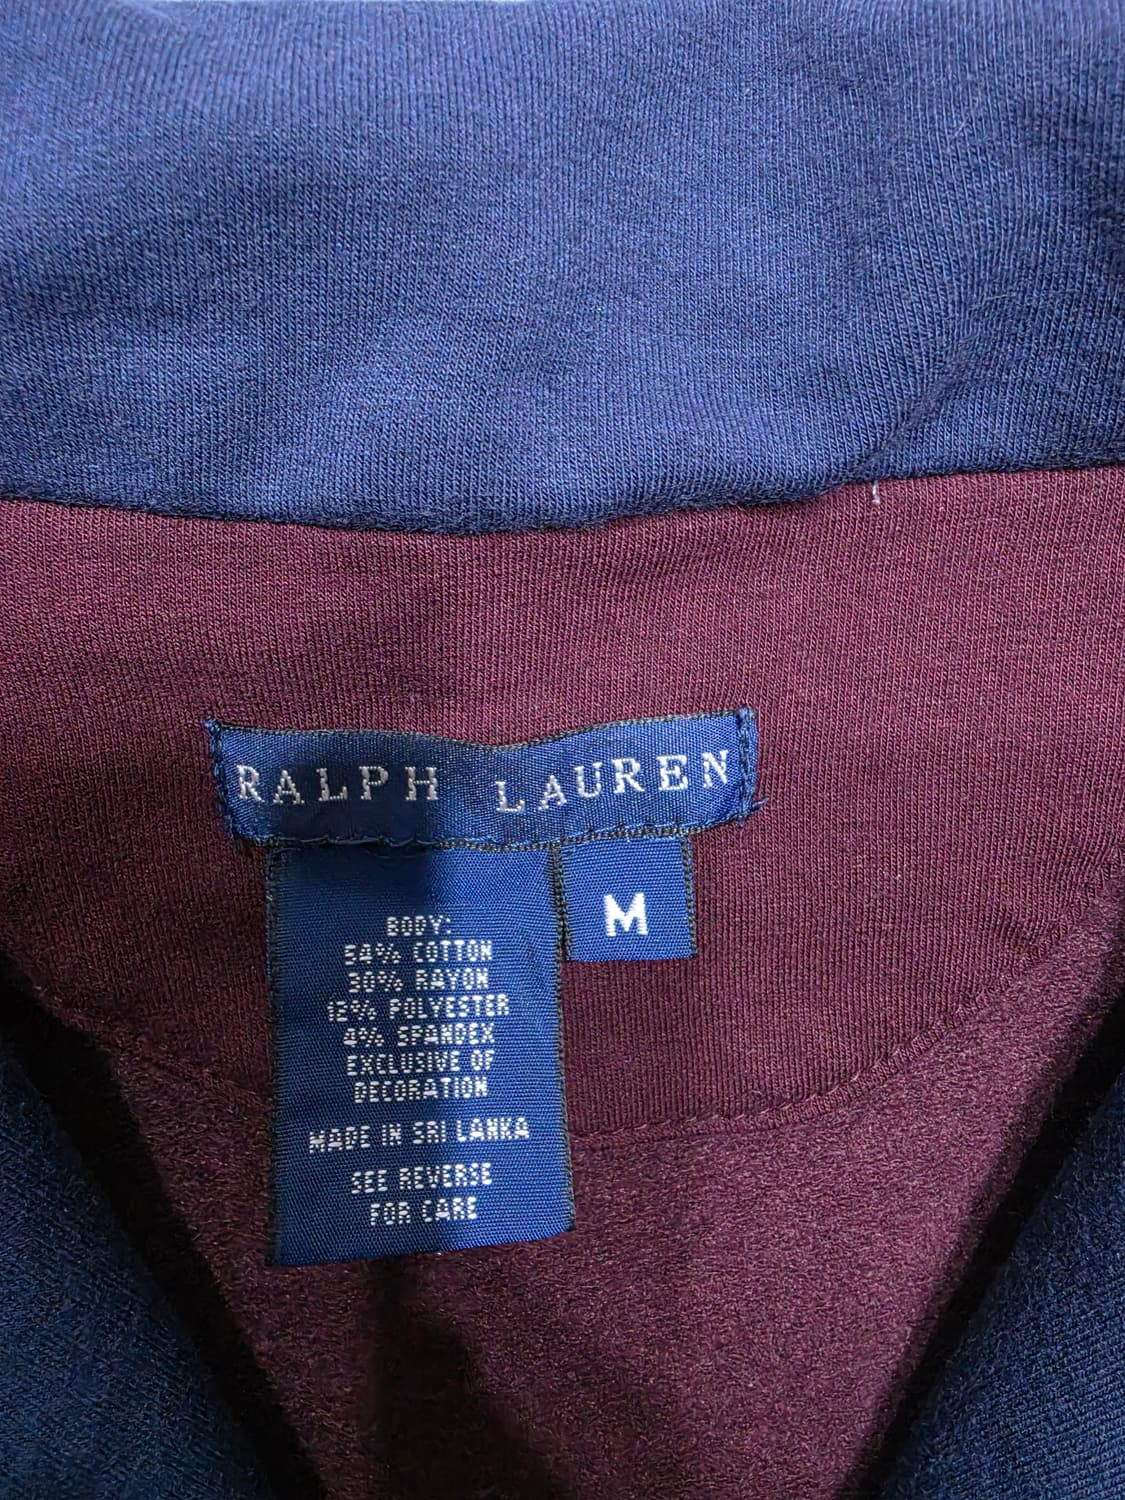 RALPH LAUREN
M
BODY:
54% COTTON
30% RAYON
12% POLYESTER
4% SPANDEX
EXCLUSIVE OF
DECORATION
MADE IN SRI LANKA
SEE REVERSE
FOR CARE